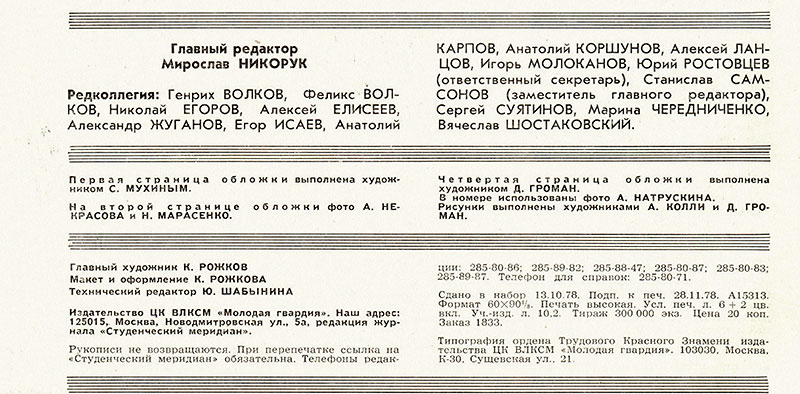 Главный редактор
Мирослав НИКОРУК
Редколлегия: Генрих ВОЛКОВ, Феликс ВОЛ-
КОВ, Николай ЕГОРОВ, Алексей ЕЛИСЕЕВ,
Александр ЖУГАНОВ, Егор ИСАЕВ, Анатолий
КАРПОВ, Анатолий КОРШУНОВ, Алексей ЛАН-
ЦОВ, Игорь МОЛОКАНОВ, Юрий РОСТОВЦЕВ
(ответственный секретарь), Станислав САМ-
СОНОВ (заместитель главного редактора),
Сергей СУЯТИНОВ, Марина ЧЕРЕДНИЧЕНКО,
Вячеслав ШОСТАКОВСКИЙ.
Первая страница обложки выполнена худож-
ником С. МУХИНЫМ.
На второй странице обложки фото А. НЕ-
КРАСОВА и Н. МАРАСЕНКО.
Четвертая страница обложки выполнена
художником Д. ГРОМАН.
В номере использованы фото А. НАТРУСКИНА.
Рисунки выполнены художниками А. КОЛЛИ и Д. ГРО-
МАН.
Главный художник К. РОЖКОВ
Макет и оформление К. РОЖКОВА
Технический редактор Ю. ШАБЫНИНА
Издательство ЦК ВЛКСМ «Молодая гвардия». Наш адрес:
125015, Москва, Новодмитровская ул., 5а, редакция жур-
нала «Студенческий меридиан».
Рукописи не возвращаются. При перепечатке ссылка на
«Студенческий меридиан» обязательна. Телефоны редак-
ции: 285-80-86; 285-89-82; 285-88-47; 285-80-87; 285-80-83;
285-89-87. Телефон для справок: 285-80-71.
Сдано в набор 13.10.78. Подп. к печ. 28.11.78. А15313.
Формат 60×90⅛. Печать высокая. Усл. печ. л. 6 + 2 цв.
вкл. Уч.-изд. л. 10,2. Тираж 300 000 экз. Цена 20 коп.
Заказ 1833.
Типография ордена Трудового Красного Знамени изда-
тельства ЦК ВЛКСМ «Молодая гвардия». 103030, Москва,
К-30, Сущевская ул., 21.